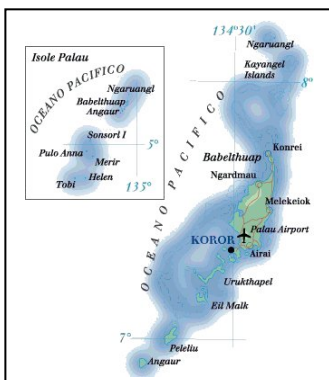 Isole Palau
OCEANO PACIFICO
Ngaruangl
Babelthuap
Angaur
Sonsorl I
5°
Pulo Anna
Merir
Helen
Tobi
135°
134°30'
Ngaruangl
Kayangel
Islands
8°
OCEANO PACIFICO
Konrei
Babelthuap
Ngardmau
Melekeiok
Palau Airport
KOROR
Airai
Urukthapel
Eil Malk
7°
Peleliu
Angaur